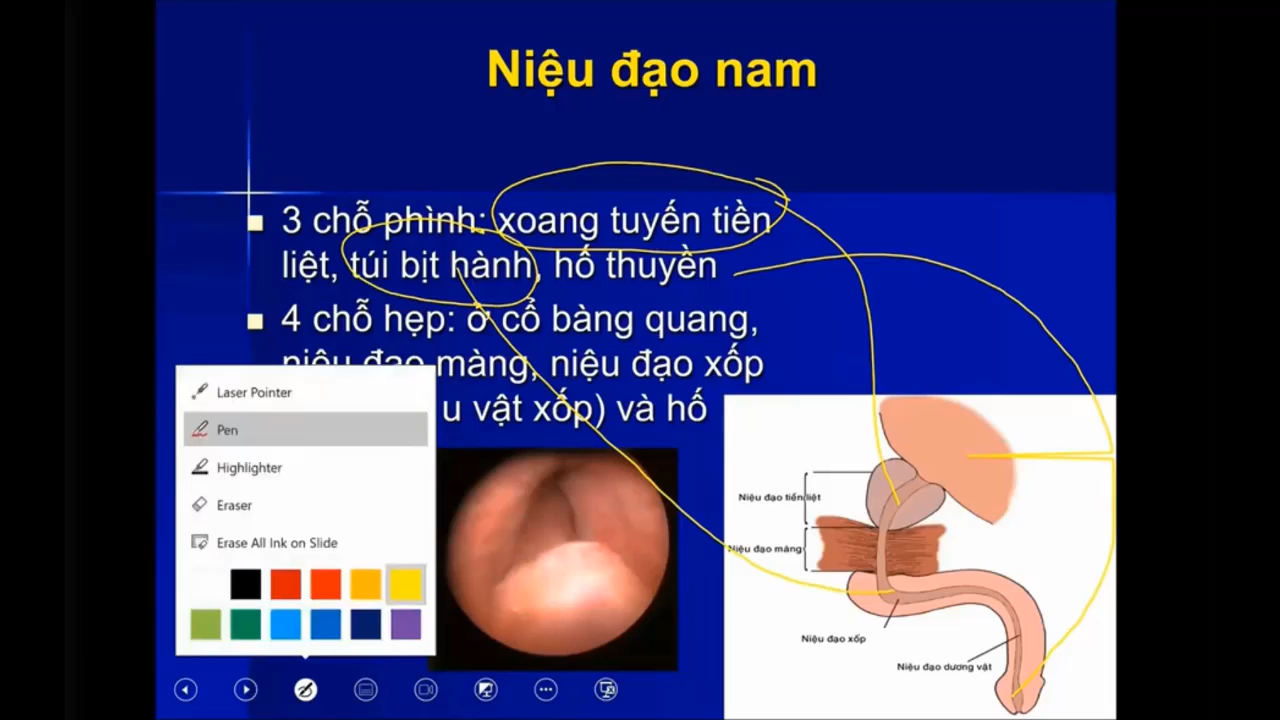 Niệu đạo nam
3 chỗ phình: xoang tuyến tiền
liệt, túi bịt hành, hố thuyền
4 chỗ hẹp: ở cổ bàng quang,
niệu đạo màng, niệu đạo xốp
u vật xốp) và hố
Laser Pointer
Pen
Highlighter
Eraser
Erase All Ink on Slide
Niệu đạo tiền liệt
Niệu đạo màng
Niệu đạo xốp
Niệu đạo dương vật